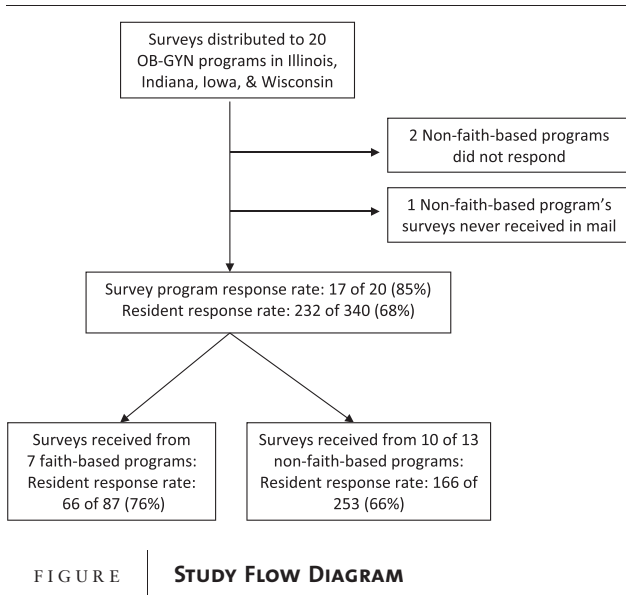 Surveys distributed to 20
OB-GYN programs in Illinois,
Indiana, Iowa, & Wisconsin
2 Non-faith-based programs
did not respond
1 Non-faith-based program's
surveys never received in mail
Survey program response rate: 17 of 20 (85%)
Resident response rate: 232 of 340 (68%)
Surveys received from
7 faith-based programs:
Resident response rate:
66 of 87 (76%)
Surveys received from 10 of 13
non-faith-based programs:
Resident response rate: 166 of
253 (66%)
FIGURE STUDY FLOW DIAGRAM